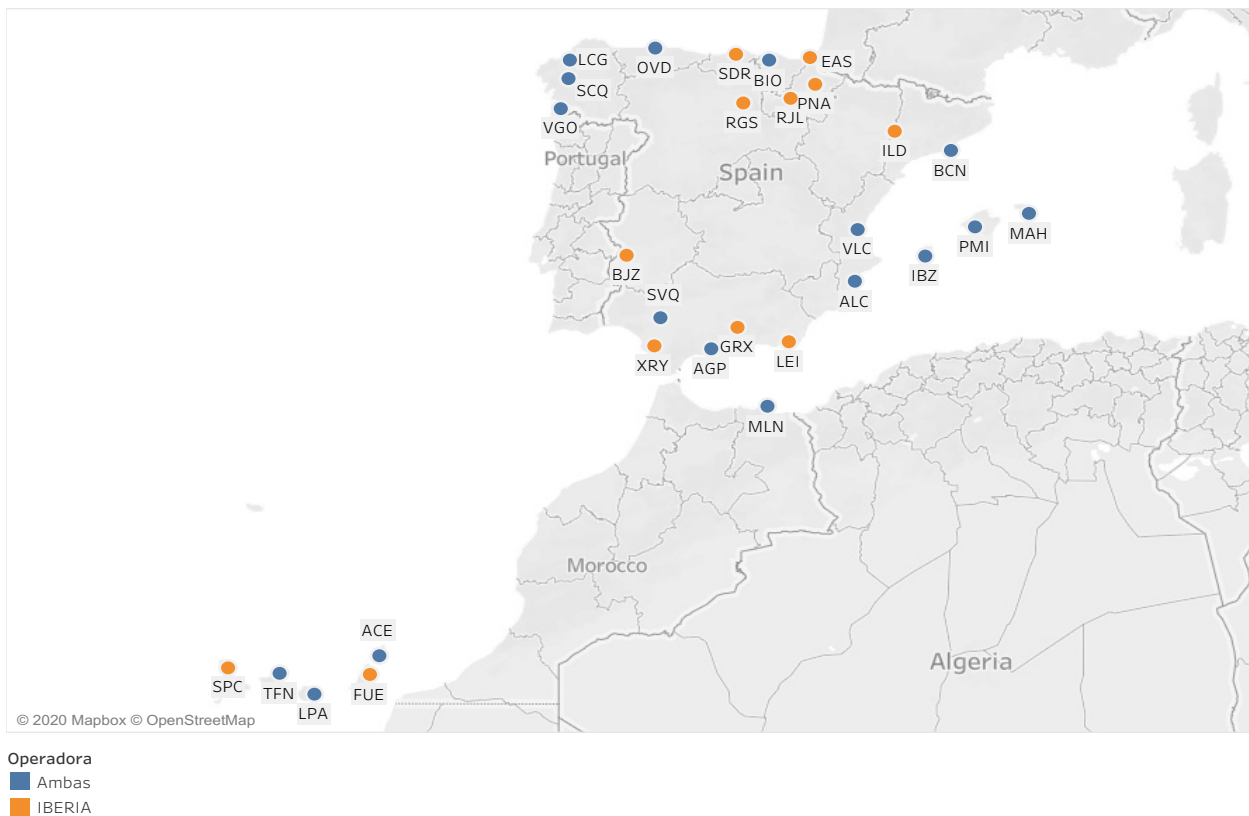 LCG
OVD
SDR
BIO
EAS
SCQ
PNA
RJL
RGS
VGO
Portugal
Spain
ILD
BCN
MAH
PMI
VLC
IBZ
BJZ
SVQ
ALC
GRX
XRY
AGP
LEI
MLN
Morocco
ACE
Algeria
SPC
TFN
FUE
LPA
© 2020 Mapbox © OpenStreetMap
Operadora
Ambas
IBERIA